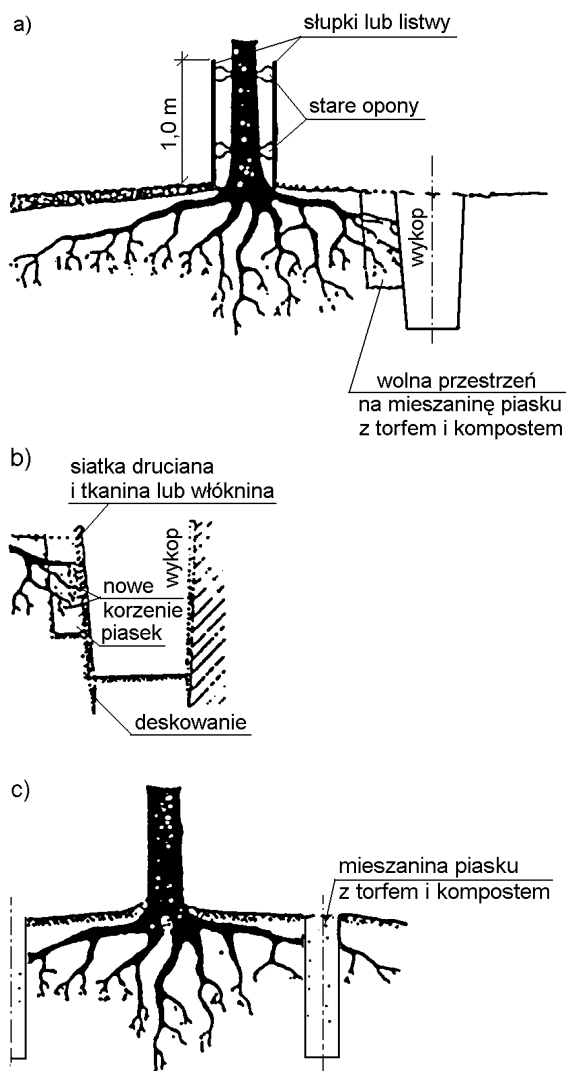 a)
słupki lub listwy
stare opony
1,0 m
wykop
wolna przestrzeń
na mieszaninę piasku
z torfem i kompostem
b)
siatka druciana
i tkanina lub włóknina
wykop
nowe
korzenie
piasek
deskowanie
c)
mieszanina piasku
z torfem i kompostem